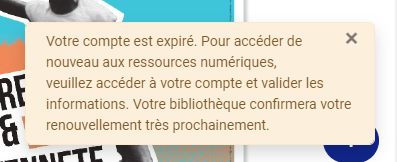 Votre compte est expiré. Pour accéder de
nouveau aux ressources numériques,
veuillez accéder à votre compte et valider les
informations. Votre bibliothèque confirmera votre
renouvellement très prochainement.
×
RE
&